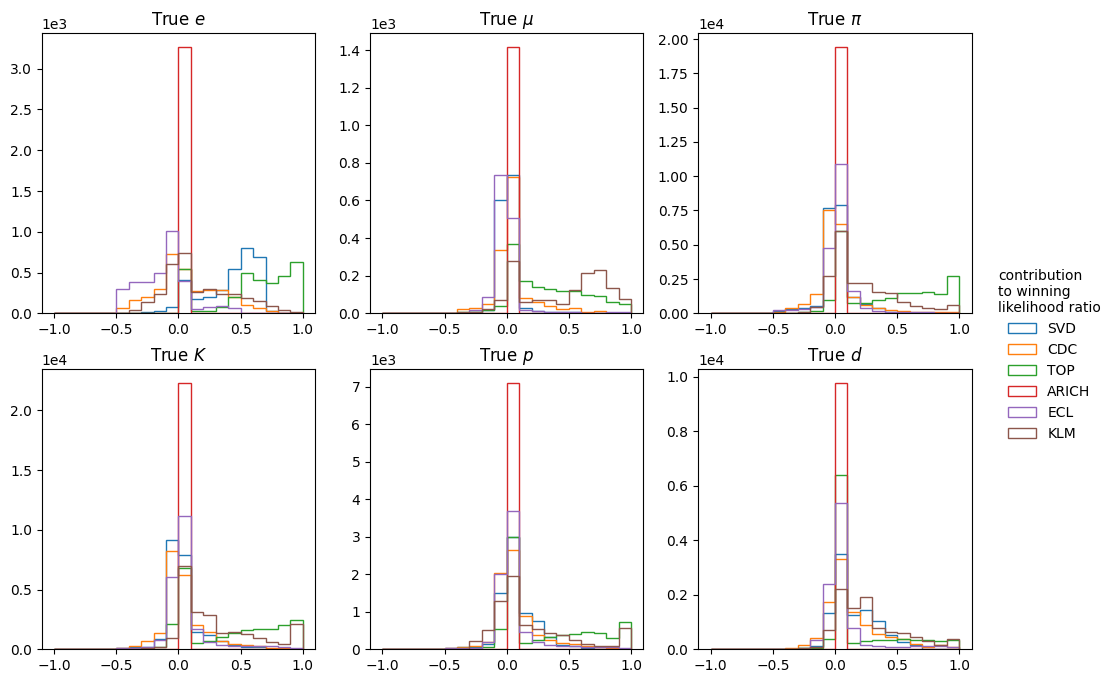 True e
1e3
3.0
2.5
2.0
1.5
1.0
0.5
0.0
−1.0 −0.5 0.0 0.5 1.0
True μ
1e3
1.4
1.2
1.0
0.8
0.6
0.4
0.2
0.0
−1.0 −0.5 0.0 0.5 1.0
True π
1e4
2.00
1.75
1.50
1.25
1.00
0.75
0.50
0.25
0.00
−1.0 −0.5 0.0 0.5 1.0
True K
1e4
2.0
1.5
1.0
0.5
0.0
−1.0 −0.5 0.0 0.5 1.0
True p
1e3
7
6
5
4
3
2
1
0
−1.0 −0.5 0.0 0.5 1.0
True d
1e4
1.0
0.8
0.6
0.4
0.2
0.0
−1.0 −0.5 0.0 0.5 1.0
contribution
to winning
likelihood ratio
SVD
CDC
TOP
ARICH
ECL
KLM